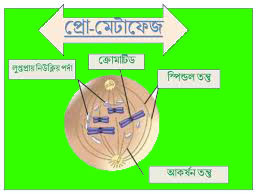 প্রো-মেটাফেজ
ক্রোমাটিড
লুপ্তপ্রায় নিউক্লিয় পর্দা
স্পিন্ডল তন্তু
আকর্ষন তন্তু